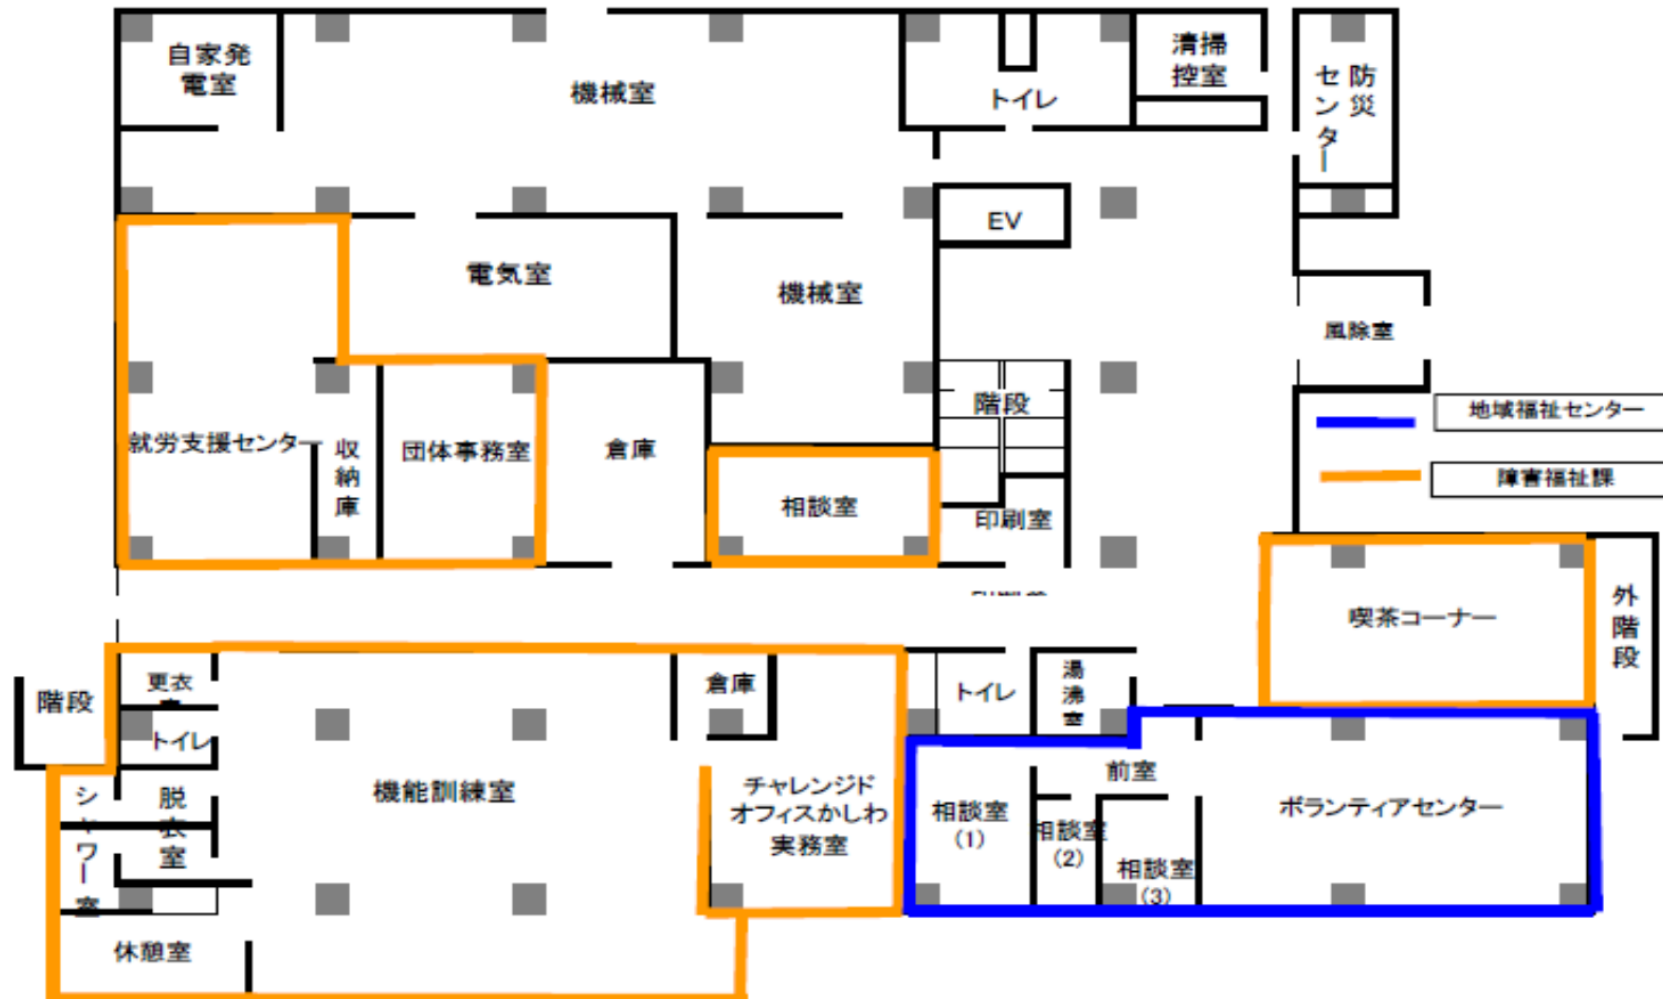 自家発
電室
機械室
トイレ
清掃
控室
防災
センター
EV
電気室
機械室
風除室
階段
地域福祉センター
障害福祉課
就労支援センター
収納庫
団体事務室
倉庫
相談室
印刷室
喫茶コーナー
外階段
階段
更衣
倉庫
トイレ
湯沸室
トイレ
シャワー室
脱衣室
機能訓練室
チャレンジド
オフィスかしわ
実務室
前室
相談室
(1)
相談室
(2)
相談室
(3)
ボランティアセンター
休憩室